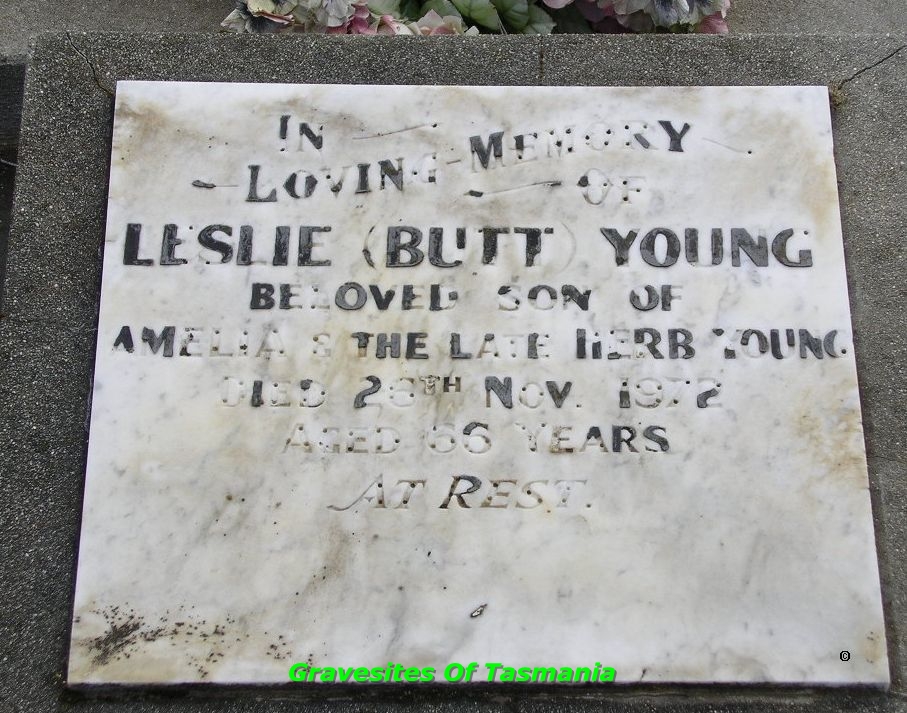 IN MEMORY
LOVING OF
LESLIE (BUTT) YOUNG
BELOVED SON OF
AMELIA & THE LATE HERB YOUNG
DIED 26TH NOV. 1972
AGED 66 YEARS
AT REST.
©
Gravesites Of Tasmania